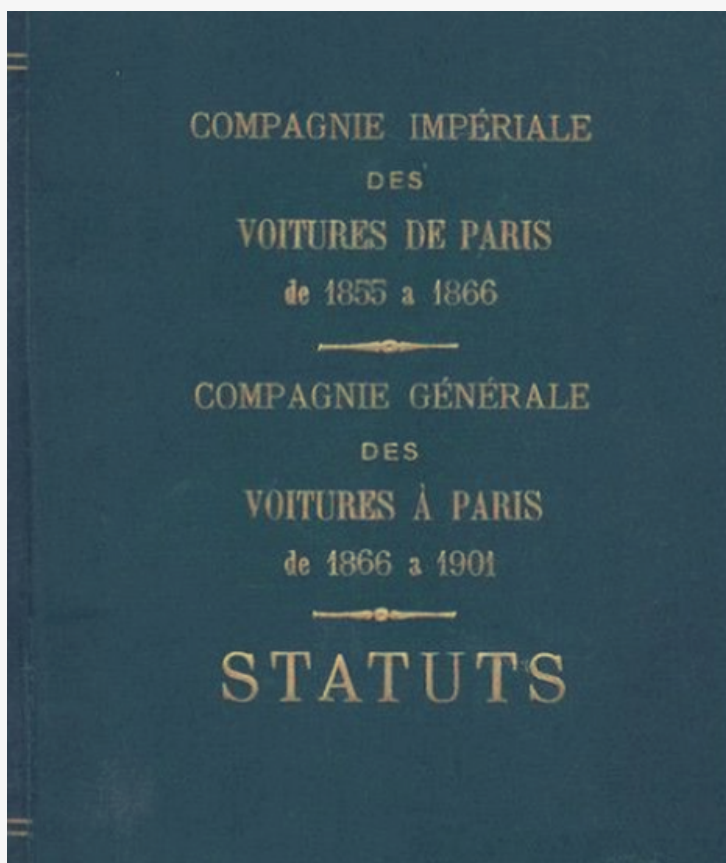 COMPAGNIE IMPÉRIALE
DES
VOITURES DE PARIS
de 1855 a 1866
COMPAGNIE GÉNÉRALE
DES
VOITURES À PARIS
de 1866 a 1901
STATUTS